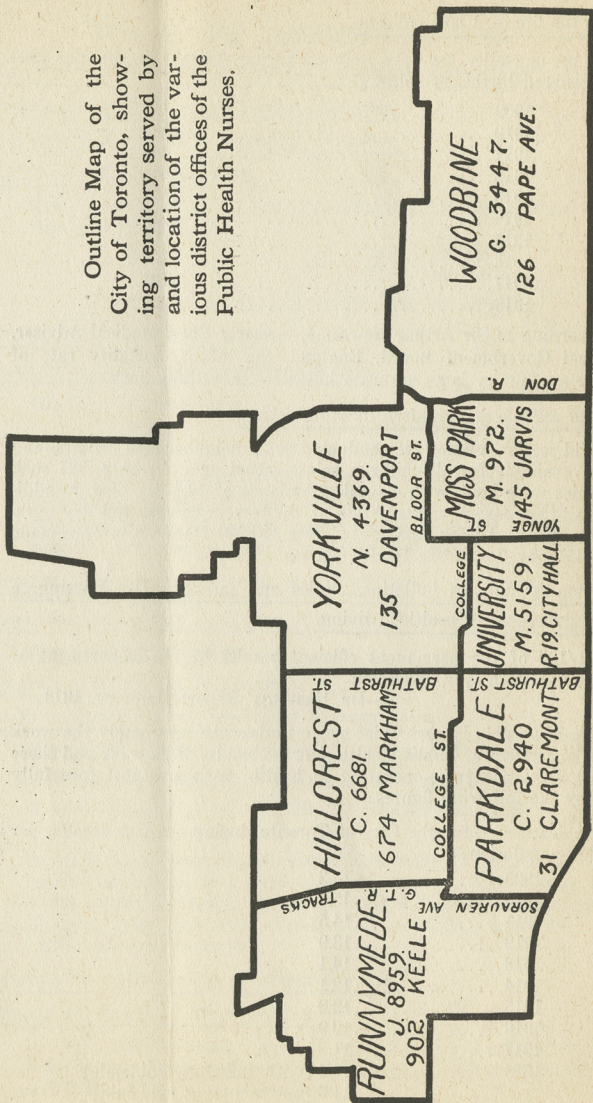 Outline Map of the
City of Toronto, show-
ing territory served by
and location of the var-
ious district offices of the
Public Health Nurses.
RUNNYMEDE
J. 8959.
902 KEELE
TRACKS
G. T. R.
SORAUREN AVE
HILLCREST
C. 6681.
674 MARKHAM
COLLEGE ST.
PARKDALE
C. 2940
31 CLAREMONT
BATHURST ST.
BATHURST ST.
YORKVILLE
N. 4369.
135 DAVENPORT
BLOOR ST.
COLLEGE
UNIVERSITY
M. 5159.
R.19. CITY HALL
YONGE ST.
MOSS PARK
M. 972.
145 JARVIS
DON R.
WOODBINE
G. 3447.
126 PAPE AVE.